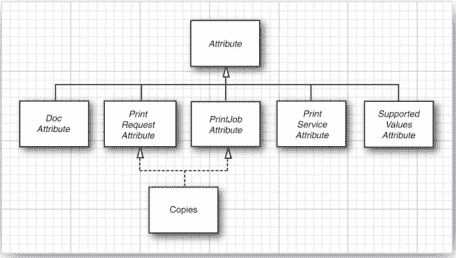 Attribute
Doc
Attribute
Print
Request
Attribute
PrintJob
Attribute
Print
Service
Attribute
Supported
Values
Attribute
Copies